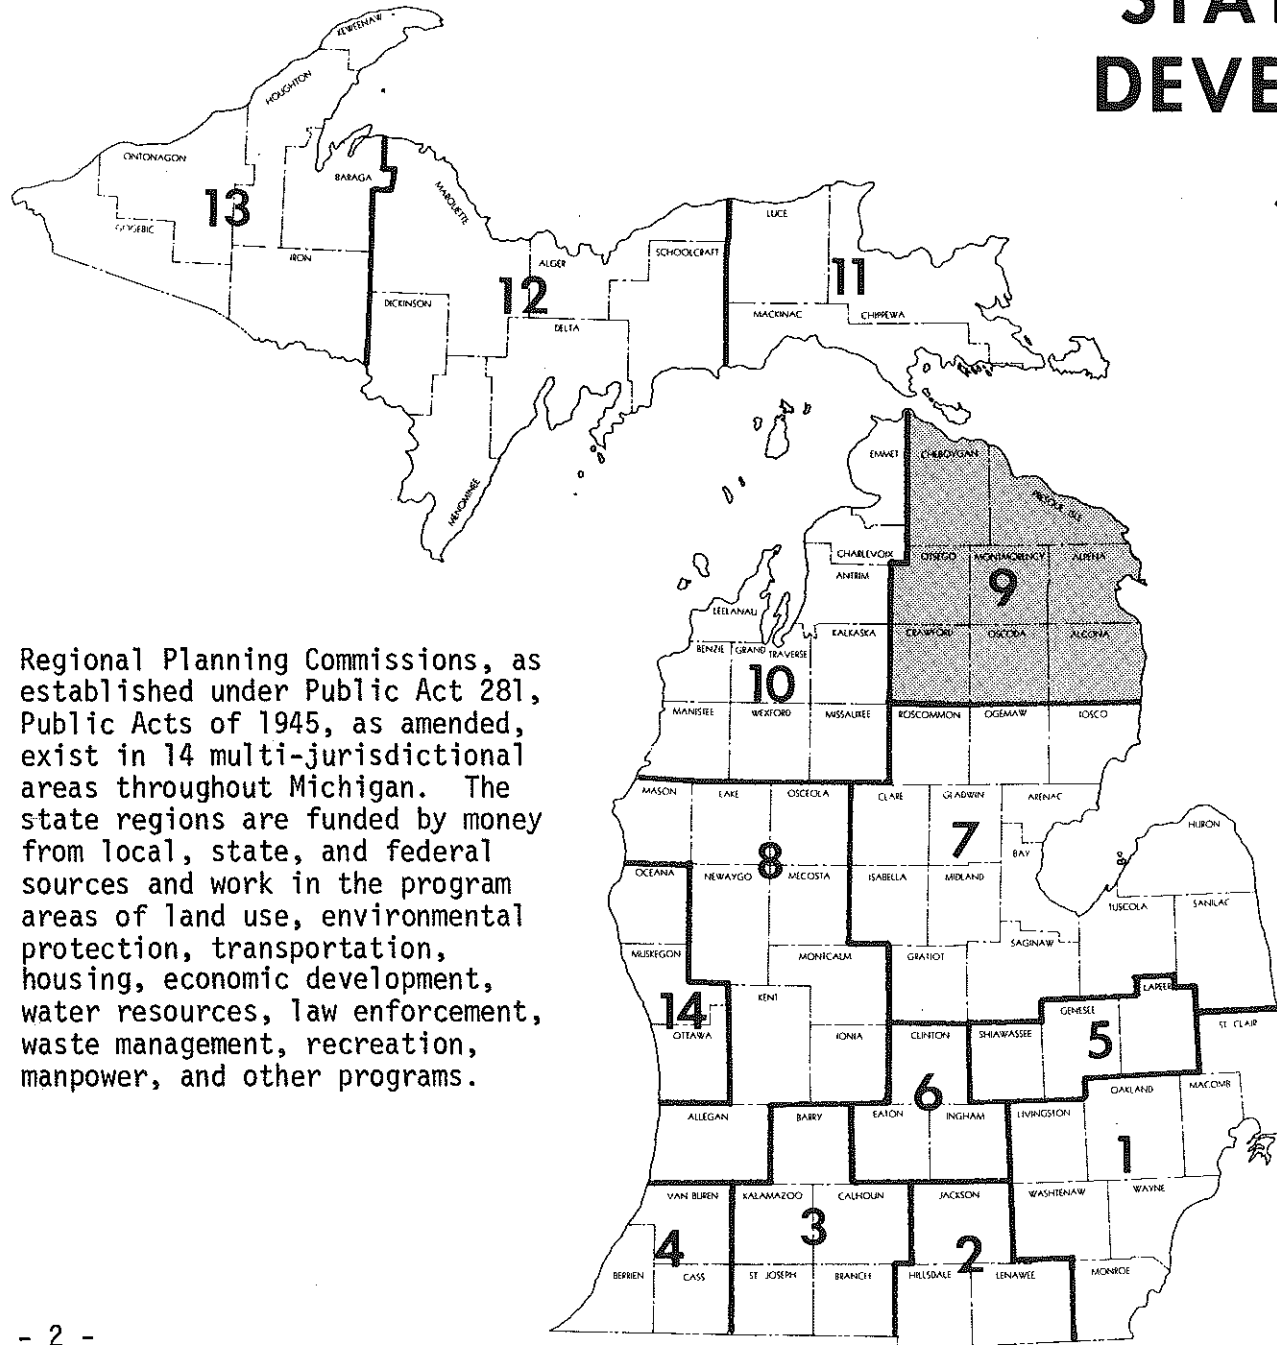 STAT
DEVE
KEWEENAW
HOUGHTON
ONTONAGON
BARAGA
13
GOGEBIC
IRON
MARQUETTE
LUCE
SCHOOLCRAFT
ALGER
11
12
DICKINSON
MACKINAC
CHIPPEWA
DELTA
MENOMINEE
EMMET
CHEBOYGAN
PRESQUE ISLE
CHARLEVOIX
OTSEGO
MONTMORENCY
ALPENA
ANTRIM
9
LEELANAU
KALKASKA
CRAWFORD
OSCODA
ALCONA
BENZIE
GRAND
TRAVERSE
10
MANISTEE
WEXFORD
MISSAUKEE
ROSCOMMON
OGEMAW
IOSCO
Regional Planning Commissions, as
established under Public Act 281,
Public Acts of 1945, as amended,
exist in 14 multi-jurisdictional
areas throughout Michigan. The
state regions are funded by money
from local, state, and federal
sources and work in the program
areas of land use, environmental
protection, transportation,
housing, economic development,
water resources, law enforcement,
waste management, recreation,
manpower, and other programs.
MASON
LAKE
OSCEOLA
CLARE
GLADWIN
ARENAC
HURON
7
BAY
8
OCEANA
NEWAYGO
MECOSTA
ISABELLA
MIDLAND
TUSCOLA
SANILAC
MUSKEGON
MONTCALM
GRATIOT
SAGINAW
KENT
LAPEER
14
GENESEE
OTTAWA
IONIA
CLINTON
SHIAWASSEE
5
ST CLAIR
6
OAKLAND
MACOMB
ALLEGAN
BARRY
EATON
INGHAM
LIVINGSTON
1
VAN BUREN
KALAMAZOO
CALHOUN
JACKSON
WASHTENAW
WAYNE
4
3
2
BERRIEN
CASS
ST JOSEPH
BRANCH
HILLSDALE
LENAWEE
MONROE
- 2 -